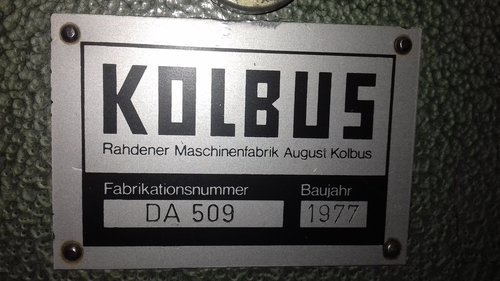 KOLBUS
Rahdener Maschinenfabrik August Kolbus
Fabrikationsnummer Baujahr
DA 509 1977